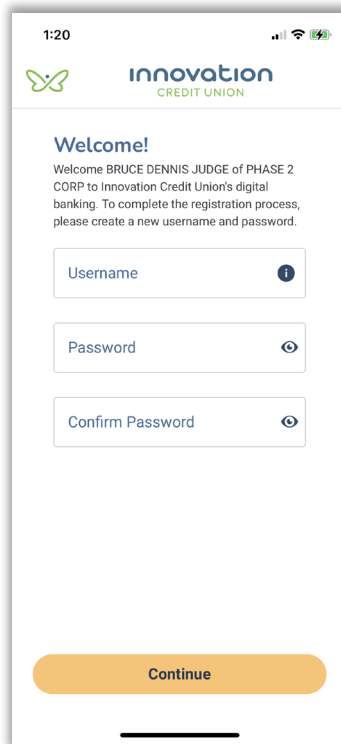 1:20
innovation
CREDIT UNION
Welcome!
Welcome BRUCE DENNIS JUDGE of PHASE 2
CORP to Innovation Credit Union's digital
banking. To complete the registration process,
please create a new username and password.
Username
Password
Confirm Password
Continue